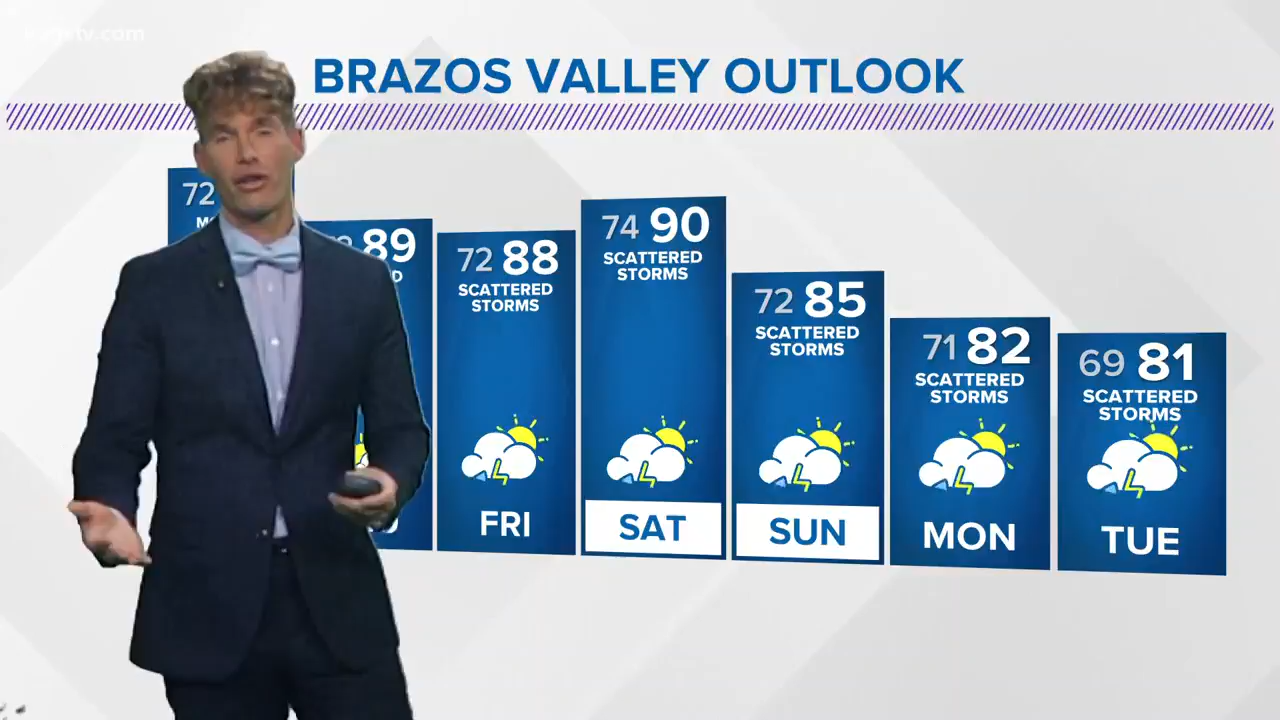 BRAZOS VALLEY OUTLOOK
72
89
72 88
SCATTERED
STORMS
FRI
74 90
SCATTERED
STORMS
SAT
72 85
SCATTERED
STORMS
SUN
71 82
SCATTERED
STORMS
MON
69 81
SCATTERED
STORMS
TUE